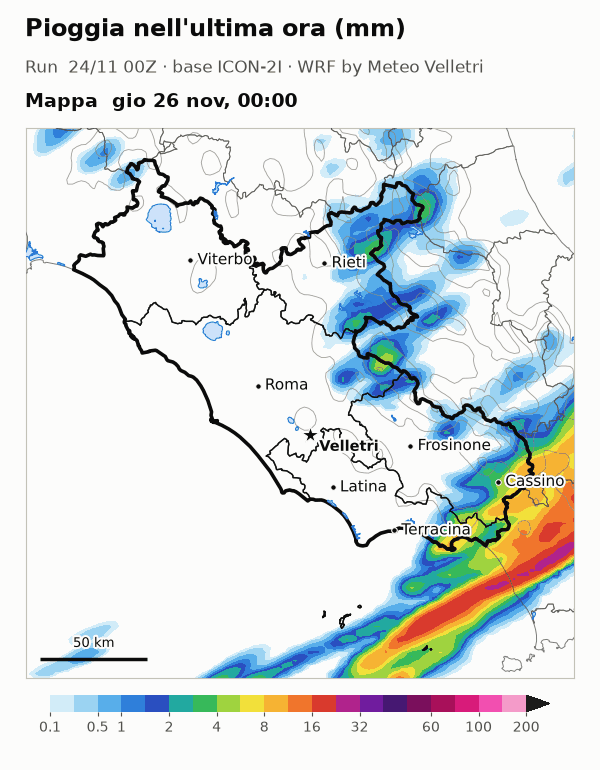 Pioggia nell'ultima ora (mm)
Run 24/11 00Z · base ICON-2I · WRF by Meteo Velletri
Mappa gio 26 nov, 00:00
Viterbo
Rieti
Roma
Velletri
Frosinone
Latina
Cassino
Terracina
50 km
0.1 0.5 1 2 4 8 16 32 60 100 200